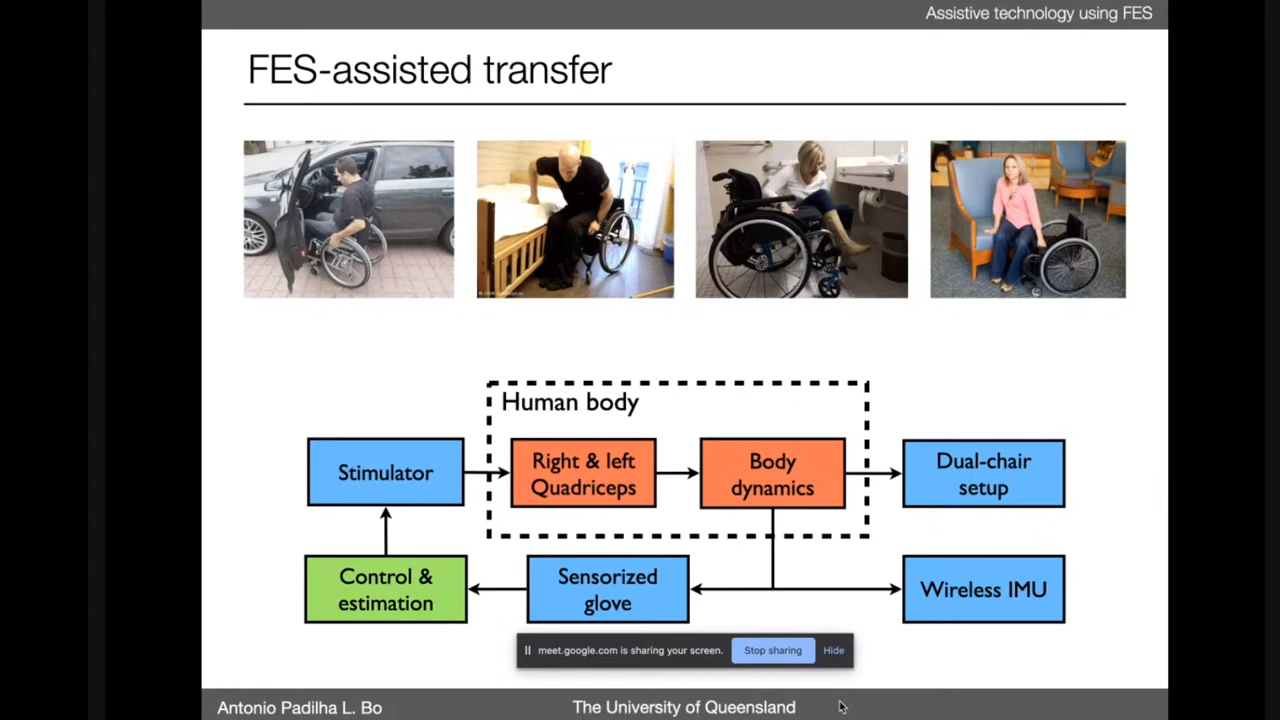 Assistive technology using FES
FES-assisted transfer
Human body
Stimulator
Right & left
Quadriceps
Body
dynamics
Dual-chair
setup
Control &
estimation
Sensorized
glove
Wireless IMU
meet.google.com is sharing your screen.
Stop sharing
Hide
Antonio Padilha L. Bo
The University of Queensland